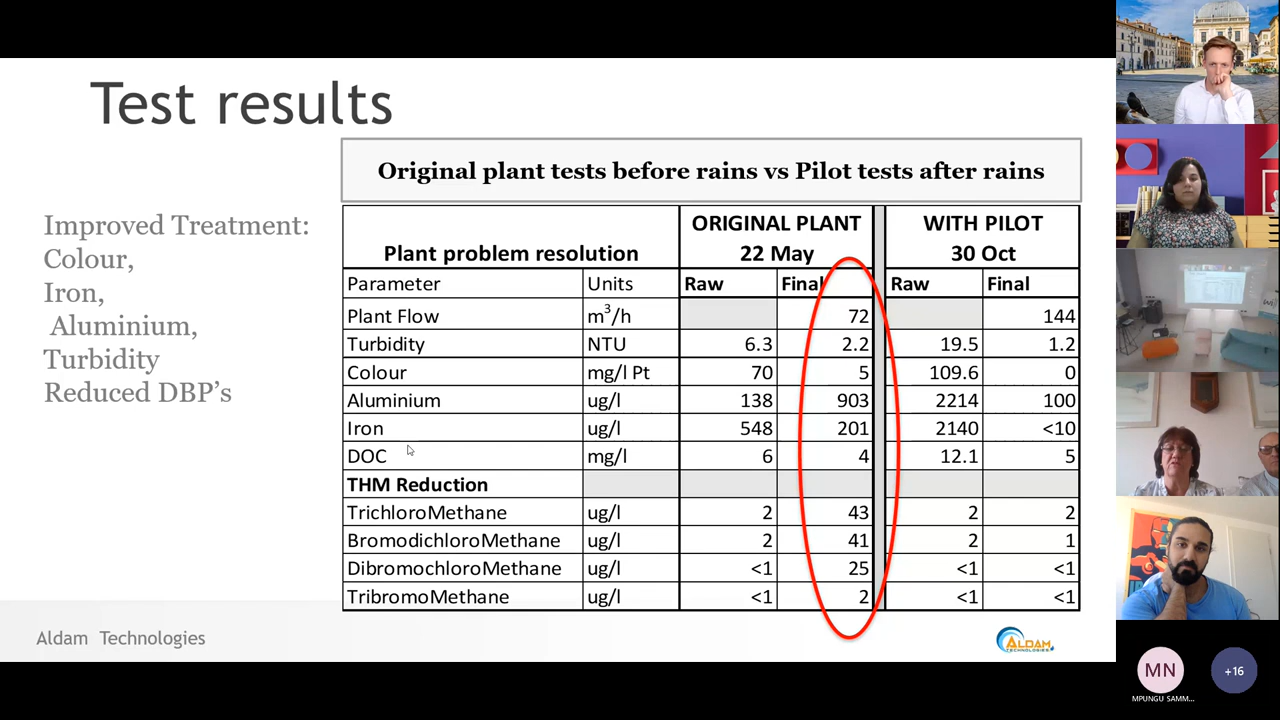 Test results
Original plant tests before rains vs Pilot tests after rains
Improved Treatment:
Colour,
Iron,
Aluminium,
Turbidity
Reduced DBP’s
ORIGINAL PLANT WITH PILOT
Plant problem resolution 22 May 30 Oct
Parameter Units Raw Final Raw Final
Plant Flow m³/h 72 144
Turbidity NTU 6.3 2.2 19.5 1.2
Colour mg/l Pt 70 5 109.6 0
Aluminium ug/l 138 903 2214 100
Iron ug/l 548 201 2140 <10
DOC mg/l 6 4 12.1 5
THM Reduction
TrichloroMethane ug/l 2 43 2 2
BromodichloroMethane ug/l 2 41 2 1
DibromochloroMethane ug/l <1 25 <1 <1
TribromoMethane ug/l <1 2 <1 <1
Aldam Technologies
ALDAM
TECHNOLOGIES
MN
+16
MPUNGU SAMM...